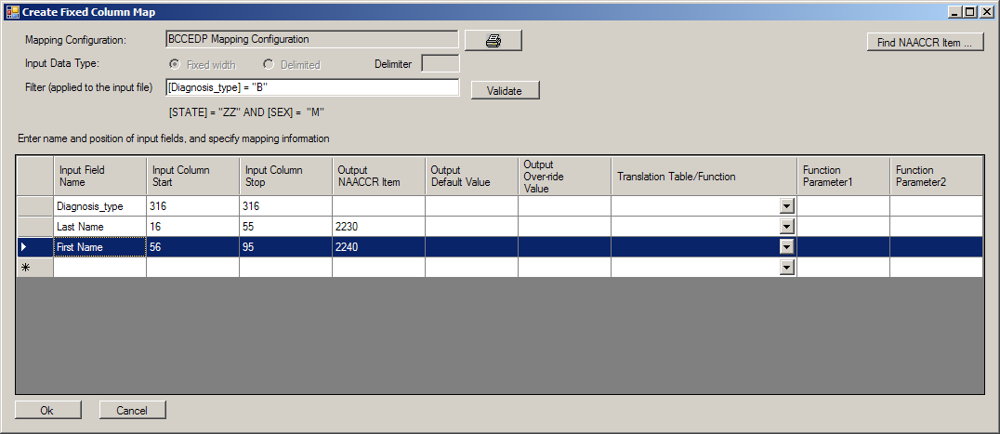 Create Fixed Column Map
Mapping Configuration: BCCEDP Mapping Configuration Find NAACCR Item ...
Input Data Type: Fixed width Delimited Delimiter
Filter (applied to the input file) [Diagnosis_type] = "B" Validate
[STATE] = "ZZ" AND [SEX] = "M"
Enter name and position of input fields, and specify mapping information
Input Field Name Input Column Start Input Column Stop Output NAACCR Item Output Default Value Output Over-ride Value Translation Table/Function Function Parameter1 Function Parameter2
Diagnosis_type 316 316
Last Name 16 55 2230
First Name 56 95 2240
Ok Cancel